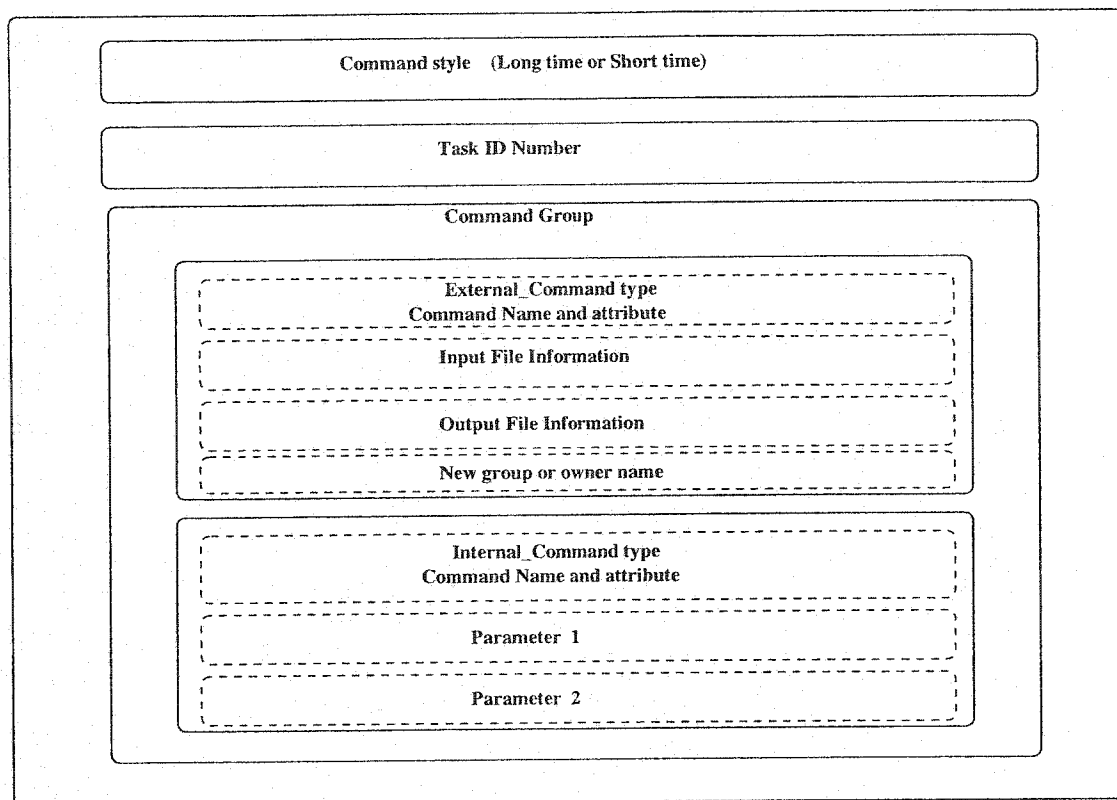 Command style (Long time or Short time)
Task ID Number
Command Group
External_Command type
Command Name and attribute
Input File Information
Output File Information
New group or owner name
Internal_Command type
Command Name and attribute
Parameter 1
Parameter 2